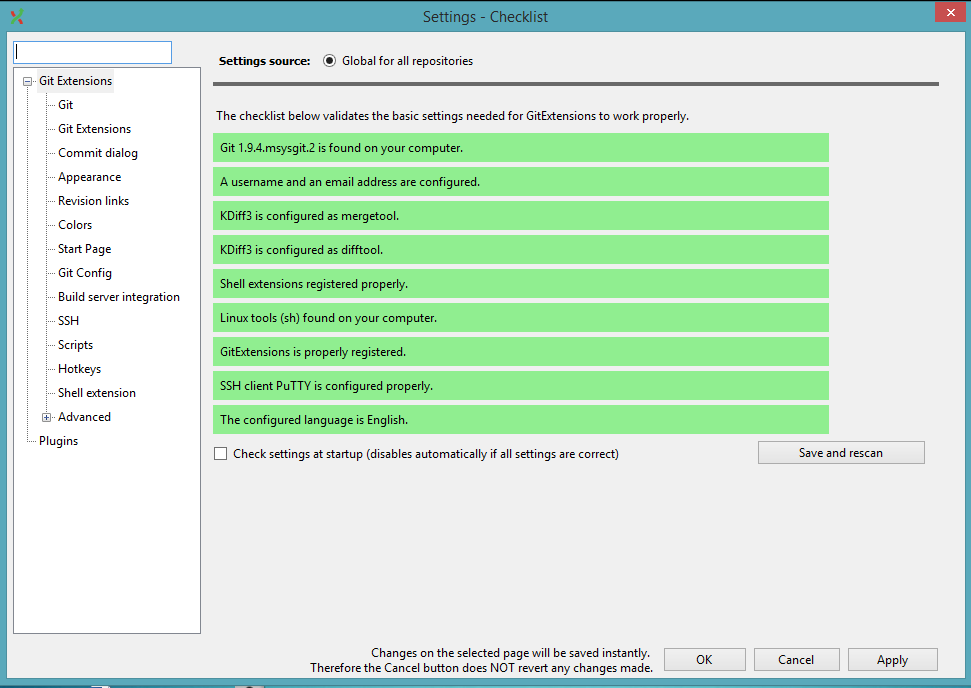 Settings - Checklist
Settings source: Global for all repositories
Git Extensions
Git
Git Extensions
Commit dialog
Appearance
Revision links
Colors
Start Page
Git Config
Build server integration
SSH
Scripts
Hotkeys
Shell extension
Advanced
Plugins
The checklist below validates the basic settings needed for GitExtensions to work properly.
Git 1.9.4.msysgit.2 is found on your computer.
A username and an email address are configured.
KDiff3 is configured as mergetool.
KDiff3 is configured as difftool.
Shell extensions registered properly.
Linux tools (sh) found on your computer.
GitExtensions is properly registered.
SSH client PuTTY is configured properly.
The configured language is English.
Check settings at startup (disables automatically if all settings are correct)
Save and rescan
Changes on the selected page will be saved instantly.
Therefore the Cancel button does NOT revert any changes made.
OK
Cancel
Apply